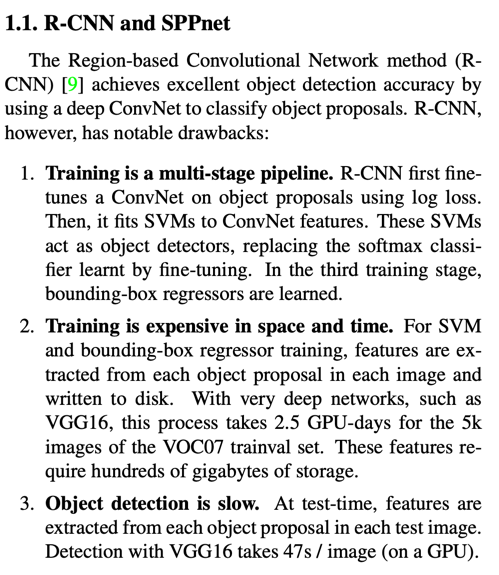 1.1. R-CNN and SPPnet
The Region-based Convolutional Network method (R-
CNN) [9] achieves excellent object detection accuracy by
using a deep ConvNet to classify object proposals. R-CNN,
however, has notable drawbacks:
1. Training is a multi-stage pipeline. R-CNN first fine-
tunes a ConvNet on object proposals using log loss.
Then, it fits SVMs to ConvNet features. These SVMs
act as object detectors, replacing the softmax classi-
fier learnt by fine-tuning. In the third training stage,
bounding-box regressors are learned.
2. Training is expensive in space and time. For SVM
and bounding-box regressor training, features are ex-
tracted from each object proposal in each image and
written to disk. With very deep networks, such as
VGG16, this process takes 2.5 GPU-days for the 5k
images of the VOC07 trainval set. These features re-
quire hundreds of gigabytes of storage.
3. Object detection is slow. At test-time, features are
extracted from each object proposal in each test image.
Detection with VGG16 takes 47s / image (on a GPU).